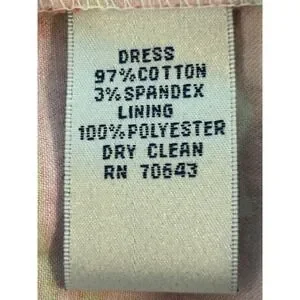 DRESS
97%COTTON
3%SPANDEX
LINING
100%POLYESTER
DRY CLEAN
RN 70643